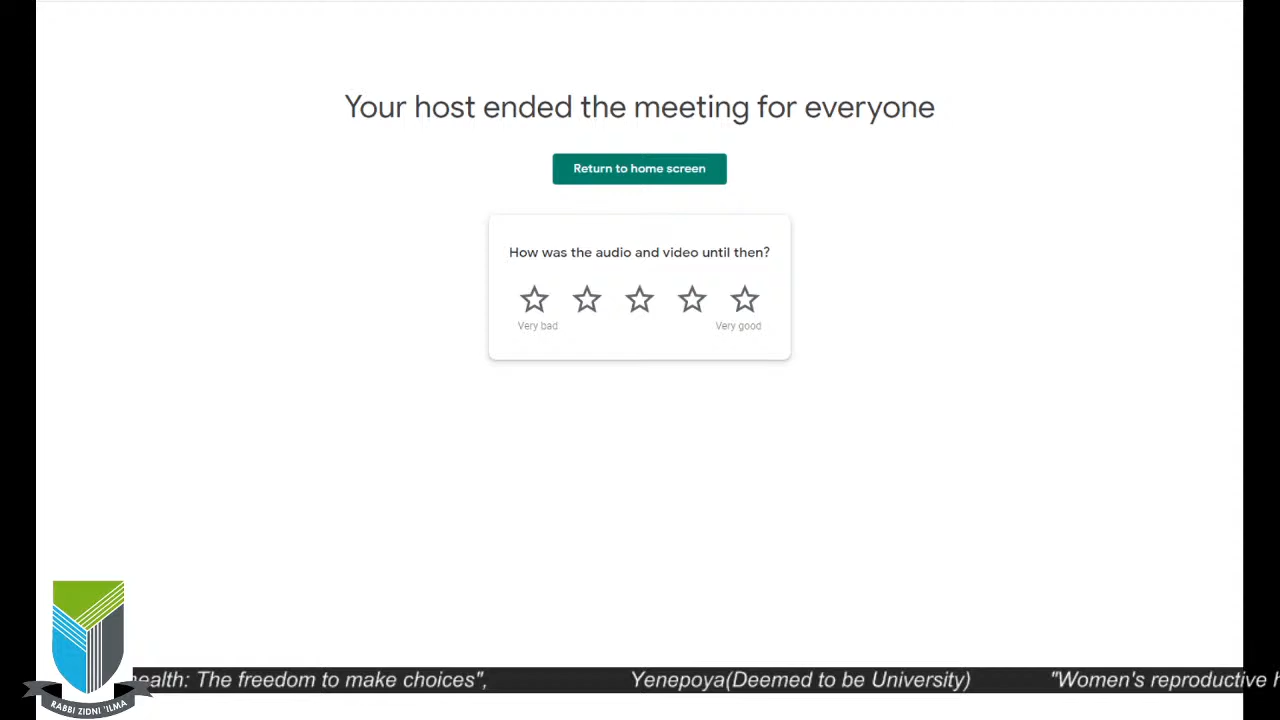 Your host ended the meeting for everyone
Return to home screen
How was the audio and video until then?
Very bad
Very good
health: The freedom to make choices", Yenepoya(Deemed to be University) "Women's reproductive h
RABBI ZIDNI 'ILMA